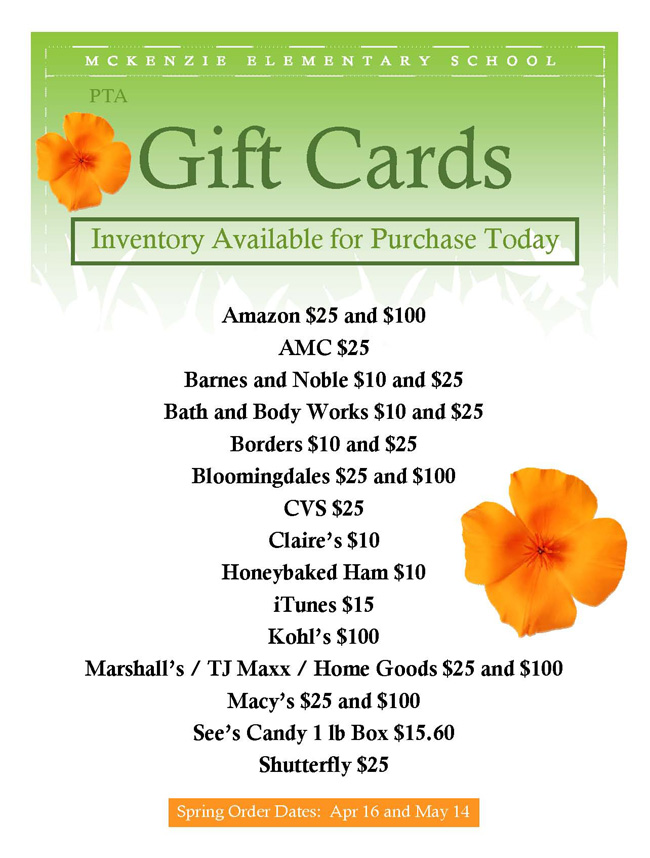 MCKENZIE ELEMENTARY SCHOOL
PTA
Gift Cards
Inventory Available for Purchase Today
Amazon $25 and $100
AMC $25
Barnes and Noble $10 and $25
Bath and Body Works $10 and $25
Borders $10 and $25
Bloomingdales $25 and $100
CVS $25
Claire’s $10
Honeybaked Ham $10
iTunes $15
Kohl’s $100
Marshall’s / TJ Maxx / Home Goods $25 and $100
Macy’s $25 and $100
See’s Candy 1 lb Box $15.60
Shutterfly $25
Spring Order Dates: Apr 16 and May 14